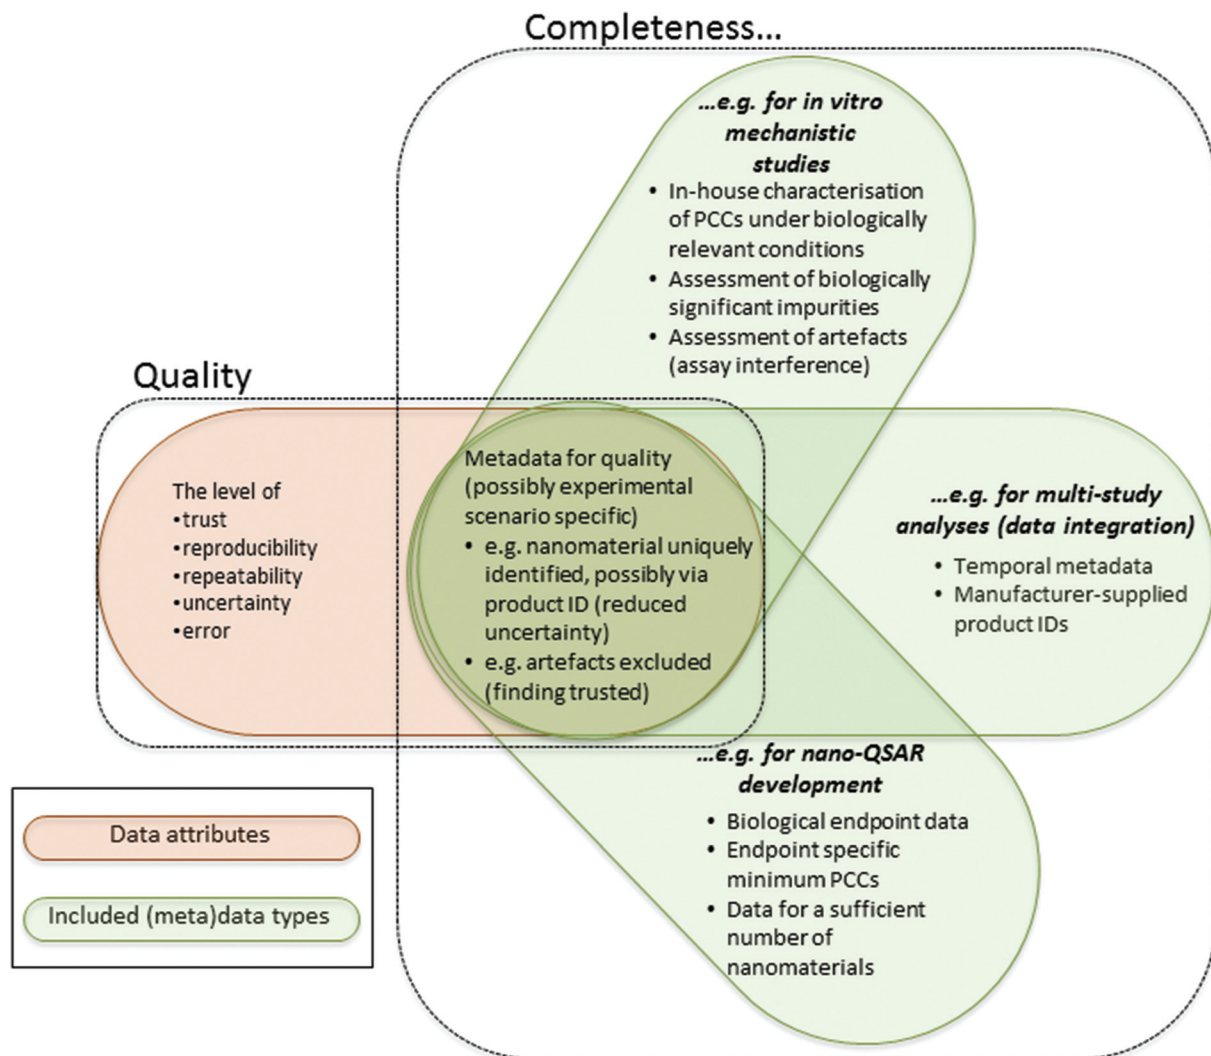 Completeness...
...e.g. for in vitro
mechanistic
studies
• In-house characterisation
of PCCs under biologically
relevant conditions
• Assessment of biologically
significant impurities
• Assessment of artefacts
(assay interference)
Quality
The level of
•trust
•reproducibility
•repeatability
•uncertainty
•error
Metadata for quality
(possibly experimental
scenario specific)
• e.g. nanomaterial uniquely
identified, possibly via
product ID (reduced
uncertainty)
• e.g. artefacts excluded
(finding trusted)
...e.g. for multi-study
analyses (data integration)
• Temporal metadata
• Manufacturer-supplied
product IDs
...e.g. for nano-QSAR
development
• Biological endpoint data
• Endpoint specific
minimum PCCs
• Data for a sufficient
number of
nanomaterials
Data attributes
Included (meta)data types